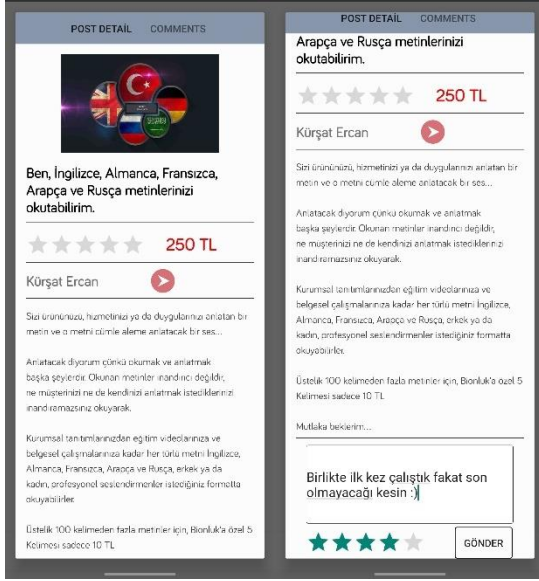 POST DETAİL COMMENTS
Ben, İngilizce, Almanca, Fransızca,
Arapça ve Rusça metinlerinizi
okutabilirim.
250 TL
Kürşat Ercan
Sizi ürününüzü, hizmetinizi ya da duygularınızı anlatan bir
metin ve o metni cümle aleme anlatacak bir ses...
Anlatacak diyorum çünkü okumak ve anlatmak
başka şeylerdir. Okunan metinler inandırıcı değildir,
ne müşterinizi ne de kendinizi anlatmak istediklerinizi
inandıramazsınız okuyarak.
Kurumsal tanıtımlarınızdan eğitim videolarınıza ve
belgesel çalışmalarınıza kadar her türlü metni İngilizce,
Almanca, Fransızca, Arapça ve Rusça, erkek ya da
kadın, profesyonel seslendirmenler istediğiniz formatta
okuyabilirler.
Üstelik 100 kelimeden fazla metinler için, Bionluk'a özel 5
Kelimesi sadece 10 TL
POST DETAİL COMMENTS
Arapça ve Rusça metinlerinizi
okutabilirim.
250 TL
Kürşat Ercan
Sizi ürününüzü, hizmetinizi ya da duygularınızı anlatan bir
metin ve o metni cümle aleme anlatacak bir ses...
Anlatacak diyorum çünkü okumak ve anlatmak
başka şeylerdir. Okunan metinler inandırıcı değildir,
ne müşterinizi ne de kendinizi anlatmak istediklerinizi
inandıramazsınız okuyarak.
Kurumsal tanıtımlarınızdan eğitim videolarınıza ve
belgesel çalışmalarınıza kadar her türlü metni İngilizce,
Almanca, Fransızca, Arapça ve Rusça, erkek ya da
kadın, profesyonel seslendirmenler istediğiniz formatta
okuyabilirler.
Üstelik 100 kelimeden fazla metinler için, Bionluk'a özel 5
Kelimesi sadece 10 TL
Mutlaka beklerim...
Birlikte ilk kez çalıştık fakat son
olmayacağı kesin :)
GÖNDER